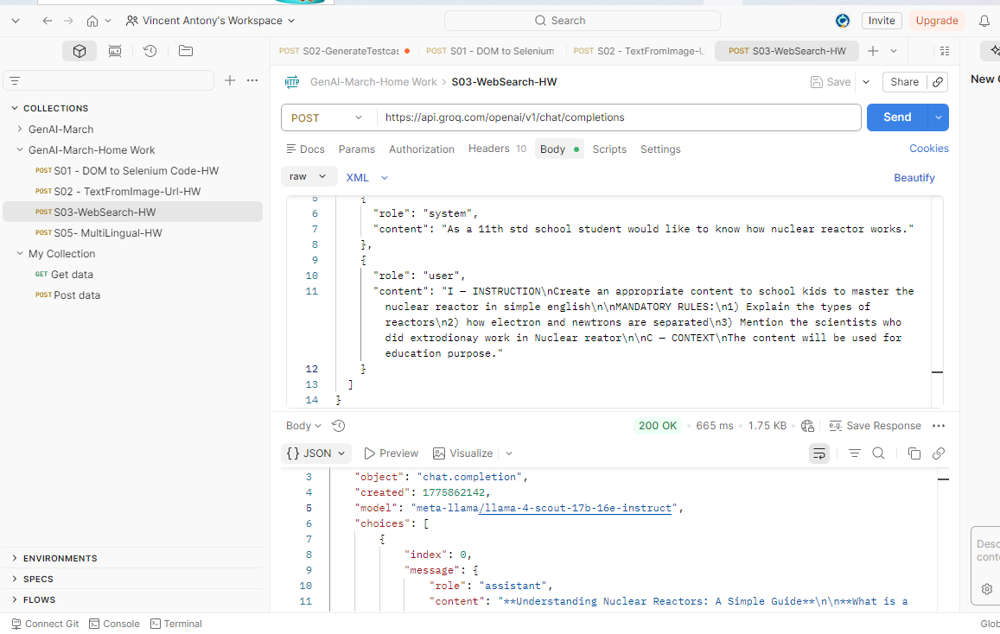 Vincent Antony's Workspace
Search
Invite
Upgrade
POST S02-GenerateTestcas
POST S01 - DOM to Selenium
POST S02 - TextFromImage-U
POST S03-WebSearch-HW
HTTP GenAI-March-Home Work > S03-WebSearch-HW
Save
Share
New C
COLLECTIONS
GenAI-March
GenAI-March-Home Work
POST S01 - DOM to Selenium Code-HW
POST S02 - TextFromImage-Url-HW
POST S03-WebSearch-HW
POST S05- MultiLingual-HW
My Collection
GET Get data
POST Post data
ENVIRONMENTS
SPECS
FLOWS
POST
https://api.groq.com/openai/v1/chat/completions
Send
Docs Params Authorization Headers 10 Body Scripts Settings Cookies
raw XML Beautify
5 {
6 "role": "system",
7 "content": "As a 11th std school student would like to know how nuclear reactor works."
8 },
9 {
10 "role": "user",
11 "content": "I — INSTRUCTION\nCreate an appropriate content to school kids to master the
nuclear reactor in simple english\n\nMANDATORY RULES:\n1) Explain the types of
reactors\n2) how electron and newtrons are separated\n3) Mention the scientists who
did extrodionay work in Nuclear reator\n\nC — CONTEXT\nThe content will be used for
education purpose."
12 }
13 ]
14 }
Body 200 OK • 665 ms • 1.75 KB • e.g. Save Response
{} JSON Preview Visualize
3 "object": "chat.completion",
4 "created": 1775862142,
5 "model": "meta-llama/llama-4-scout-17b-16e-instruct",
6 "choices": [
7 {
8 "index": 0,
9 "message": {
10 "role": "assistant",
11 "content": "**Understanding Nuclear Reactors: A Simple Guide**\n\n**What is a
Desc
conte
Connect Git Console Terminal
Glob